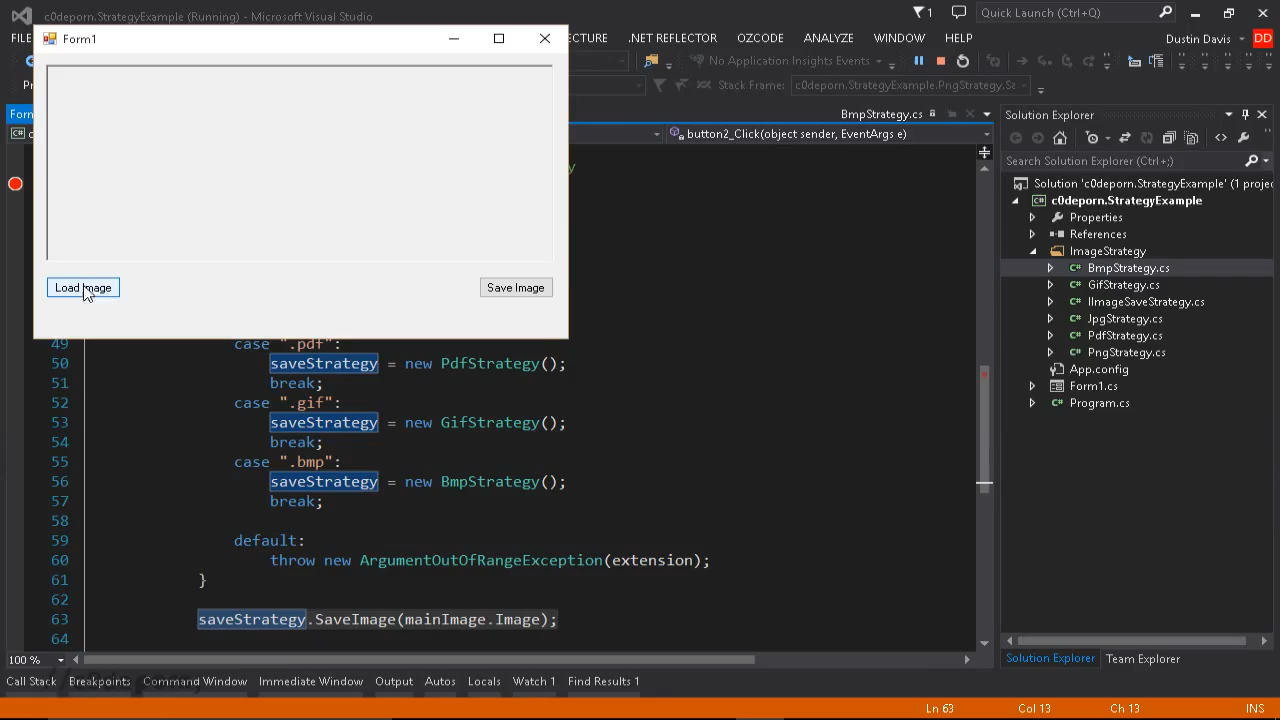 c0deporn.StrategyExample (Running) - Microsoft Visual Studio
1
Quick Launch (Ctrl+Q)
Form1
FILE
.NET REFLECTOR
OZCODE
ANALYZE
WINDOW
HELP
Dustin Davis
DD
No Application Insights Events
Stack Frame:
c0deporn.StrategyExample.PngStrategy.Sa
Form
BmpStrategy.cs
button2_Click(object sender, EventArgs e)
Load Image
Save Image
49 case ".pdf":
50 saveStrategy = new PdfStrategy();
51 break;
52 case ".gif":
53 saveStrategy = new GifStrategy();
54 break;
55 case ".bmp":
56 saveStrategy = new BmpStrategy();
57 break;
58
59 default:
60 throw new ArgumentOutOfRangeException(extension);
61 }
62
63 saveStrategy.SaveImage(mainImage.Image);
64
100 %
Solution Explorer
Search Solution Explorer (Ctrl+;)
Solution 'c0deporn.StrategyExample' (1 projec
c0deporn.StrategyExample
Properties
References
ImageStrategy
BmpStrategy.cs
GifStrategy.cs
IImageSaveStrategy.cs
JpgStrategy.cs
PdfStrategy.cs
PngStrategy.cs
App.config
Form1.cs
Program.cs
Solution Explorer
Team Explorer
Call Stack
Breakpoints
Command Window
Immediate Window
Output
Autos
Locals
Watch 1
Find Results 1
Ln 63
Col 13
Ch 13
INS